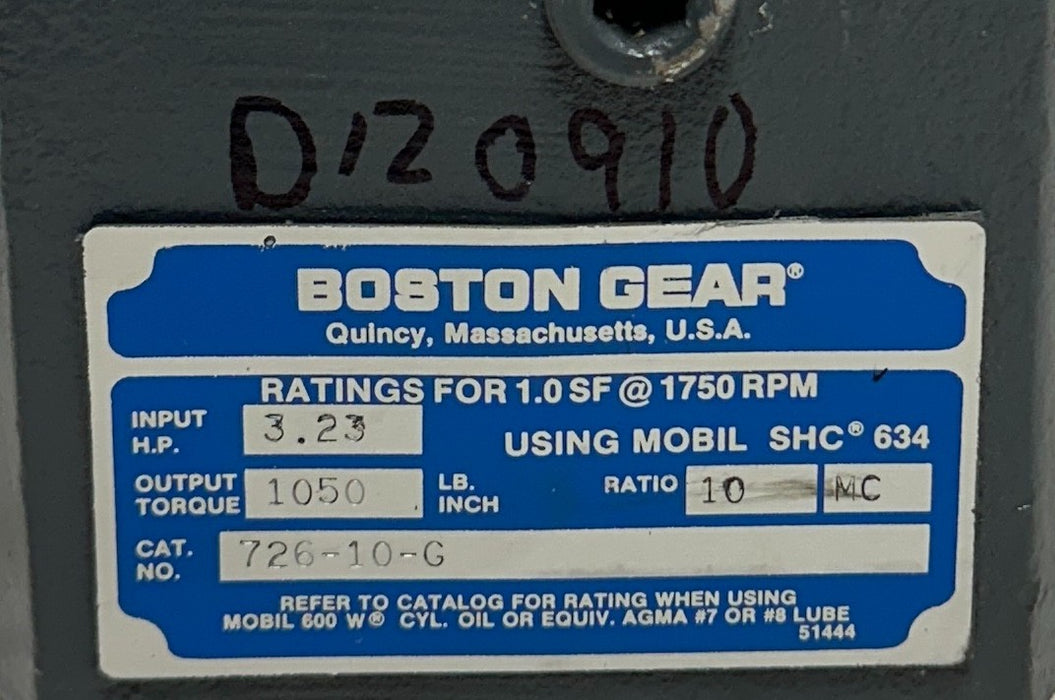 D120910
BOSTON GEAR®
Quincy, Massachusetts, U.S.A.
RATINGS FOR 1.0 SF @ 1750 RPM
INPUT H.P. 3.23
USING MOBIL SHC® 634
OUTPUT TORQUE 1050 LB. INCH
RATIO 10 MC
CAT. NO. 726-10-G
REFER TO CATALOG FOR RATING WHEN USING
MOBIL 600 W® CYL. OIL OR EQUIV. AGMA #7 OR #8 LUBE
51444